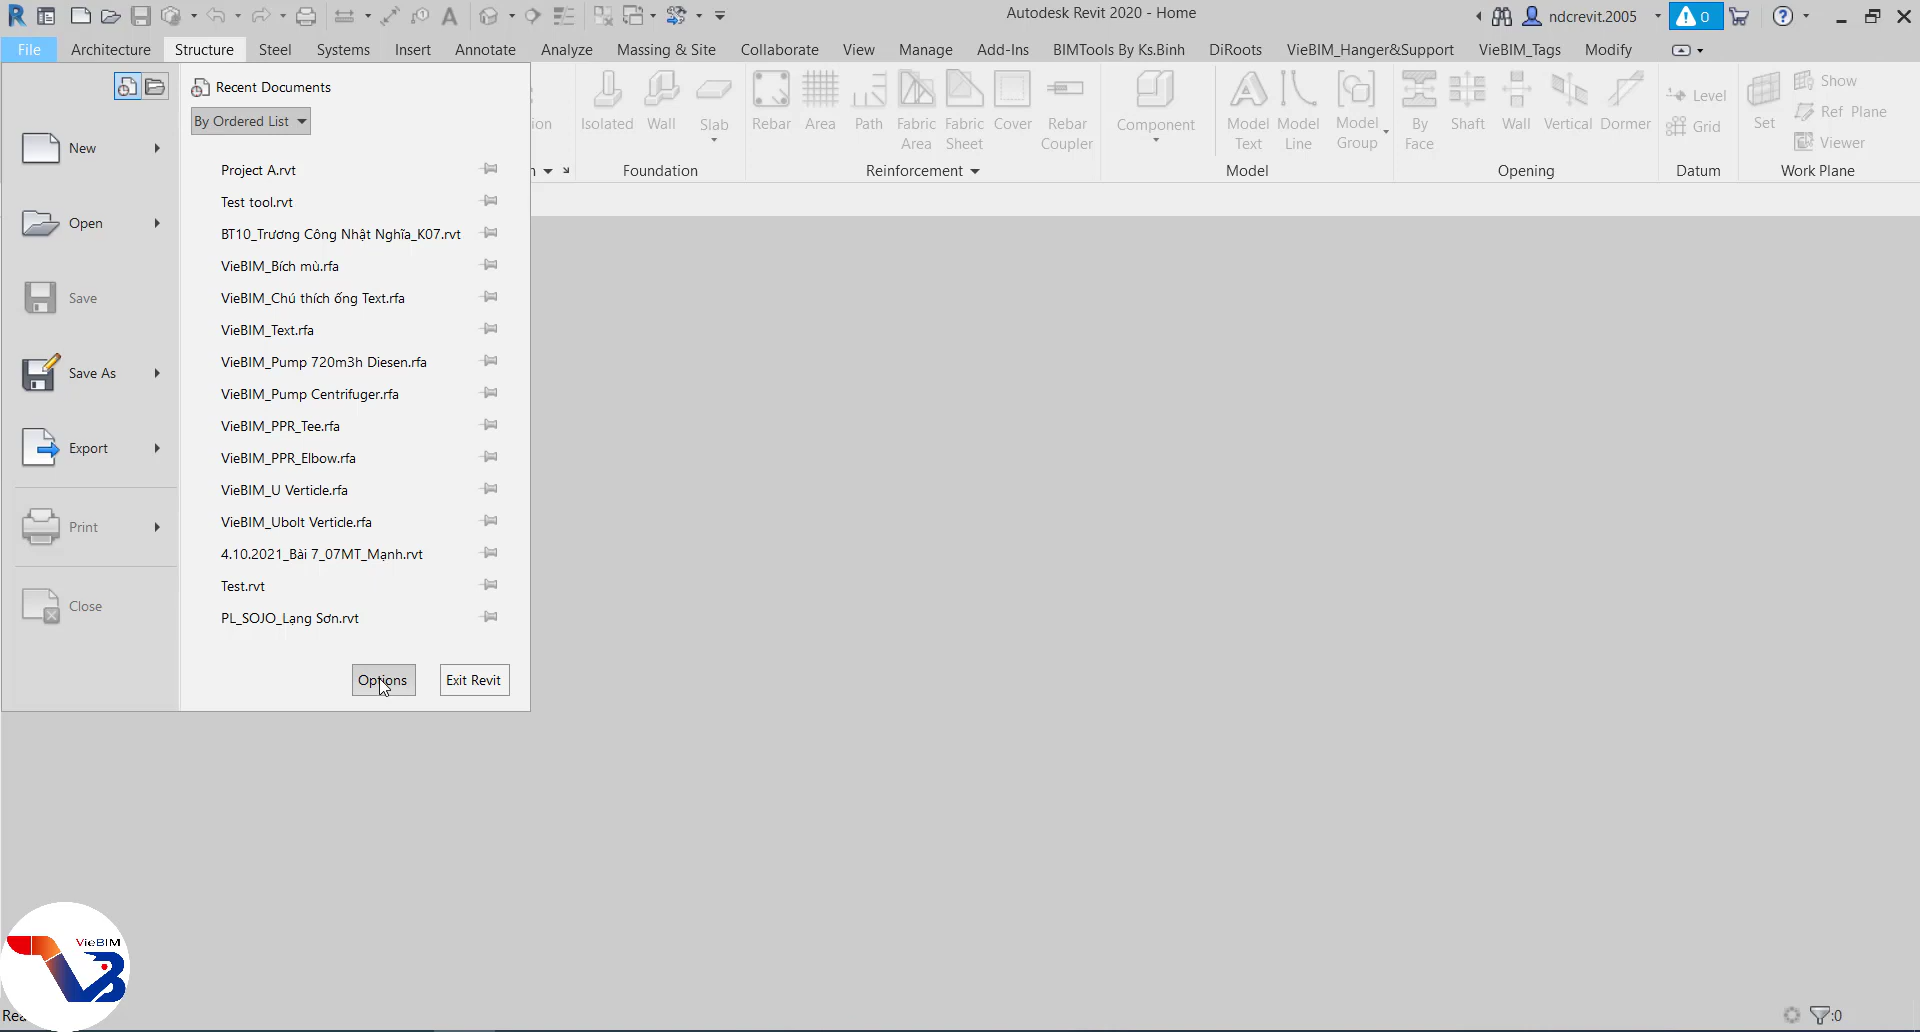 Autodesk Revit 2020 - Home
ndcrevit.2005
0
File
Architecture
Structure
Steel
Systems
Insert
Annotate
Analyze
Massing & Site
Collaborate
View
Manage
Add-Ins
BIMTools By Ks.Binh
DiRoots
VieBIM_Hanger&Support
VieBIM_Tags
Modify
Recent Documents
By Ordered List
New
Open
Save
Save As
Export
Print
Close
Project A.rvt
Test tool.rvt
BT10_Trương Công Nhật Nghĩa_K07.rvt
VieBIM_Bích mù.rfa
VieBIM_Chú thích ống Text.rfa
VieBIM_Text.rfa
VieBIM_Pump 720m3h Diesen.rfa
VieBIM_Pump Centrifuger.rfa
VieBIM_PPR_Tee.rfa
VieBIM_PPR_Elbow.rfa
VieBIM_U Verticle.rfa
VieBIM_Ubolt Verticle.rfa
4.10.2021_Bài 7_07MT_Mạnh.rvt
Test.rvt
PL_SOJO_Lạng Sơn.rvt
Options
Exit Revit
Isolated
Wall
Slab
Foundation
Rebar
Area
Path
Fabric
Area
Fabric
Sheet
Cover
Rebar
Coupler
Reinforcement
Component
Model
Text
Model
Line
Model
Group
Model
By
Face
Shaft
Wall
Vertical
Dormer
Opening
Level
Grid
Datum
Set
Show
Ref Plane
Viewer
Work Plane
VieBIM
:0